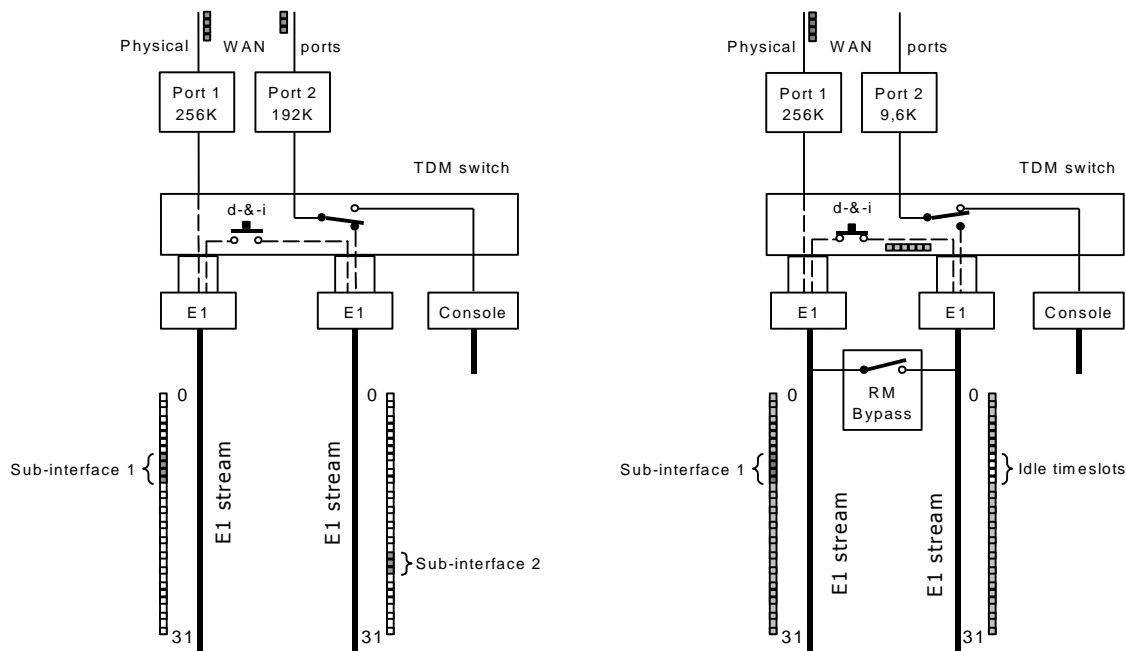 Physical WAN ports
Port 1
256K
Port 2
192K
TDM switch
d-&-i
E1
E1
Console
0
0
Sub-interface 1
E1 stream
E1 stream
Sub-interface 2
31
31
Physical WAN ports
Port 1
256K
Port 2
9,6K
TDM switch
d-&-i
E1
E1
Console
RM
Bypass
0
0
Sub-interface 1
Idle timeslots
E1 stream
E1 stream
31
31